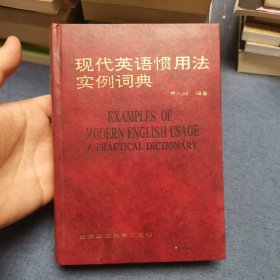 现代英语惯用法
实例词典
编著
EXAMPLES OF
MODERN ENGLISH USAGE
A PRACTICAL DICTIONARY